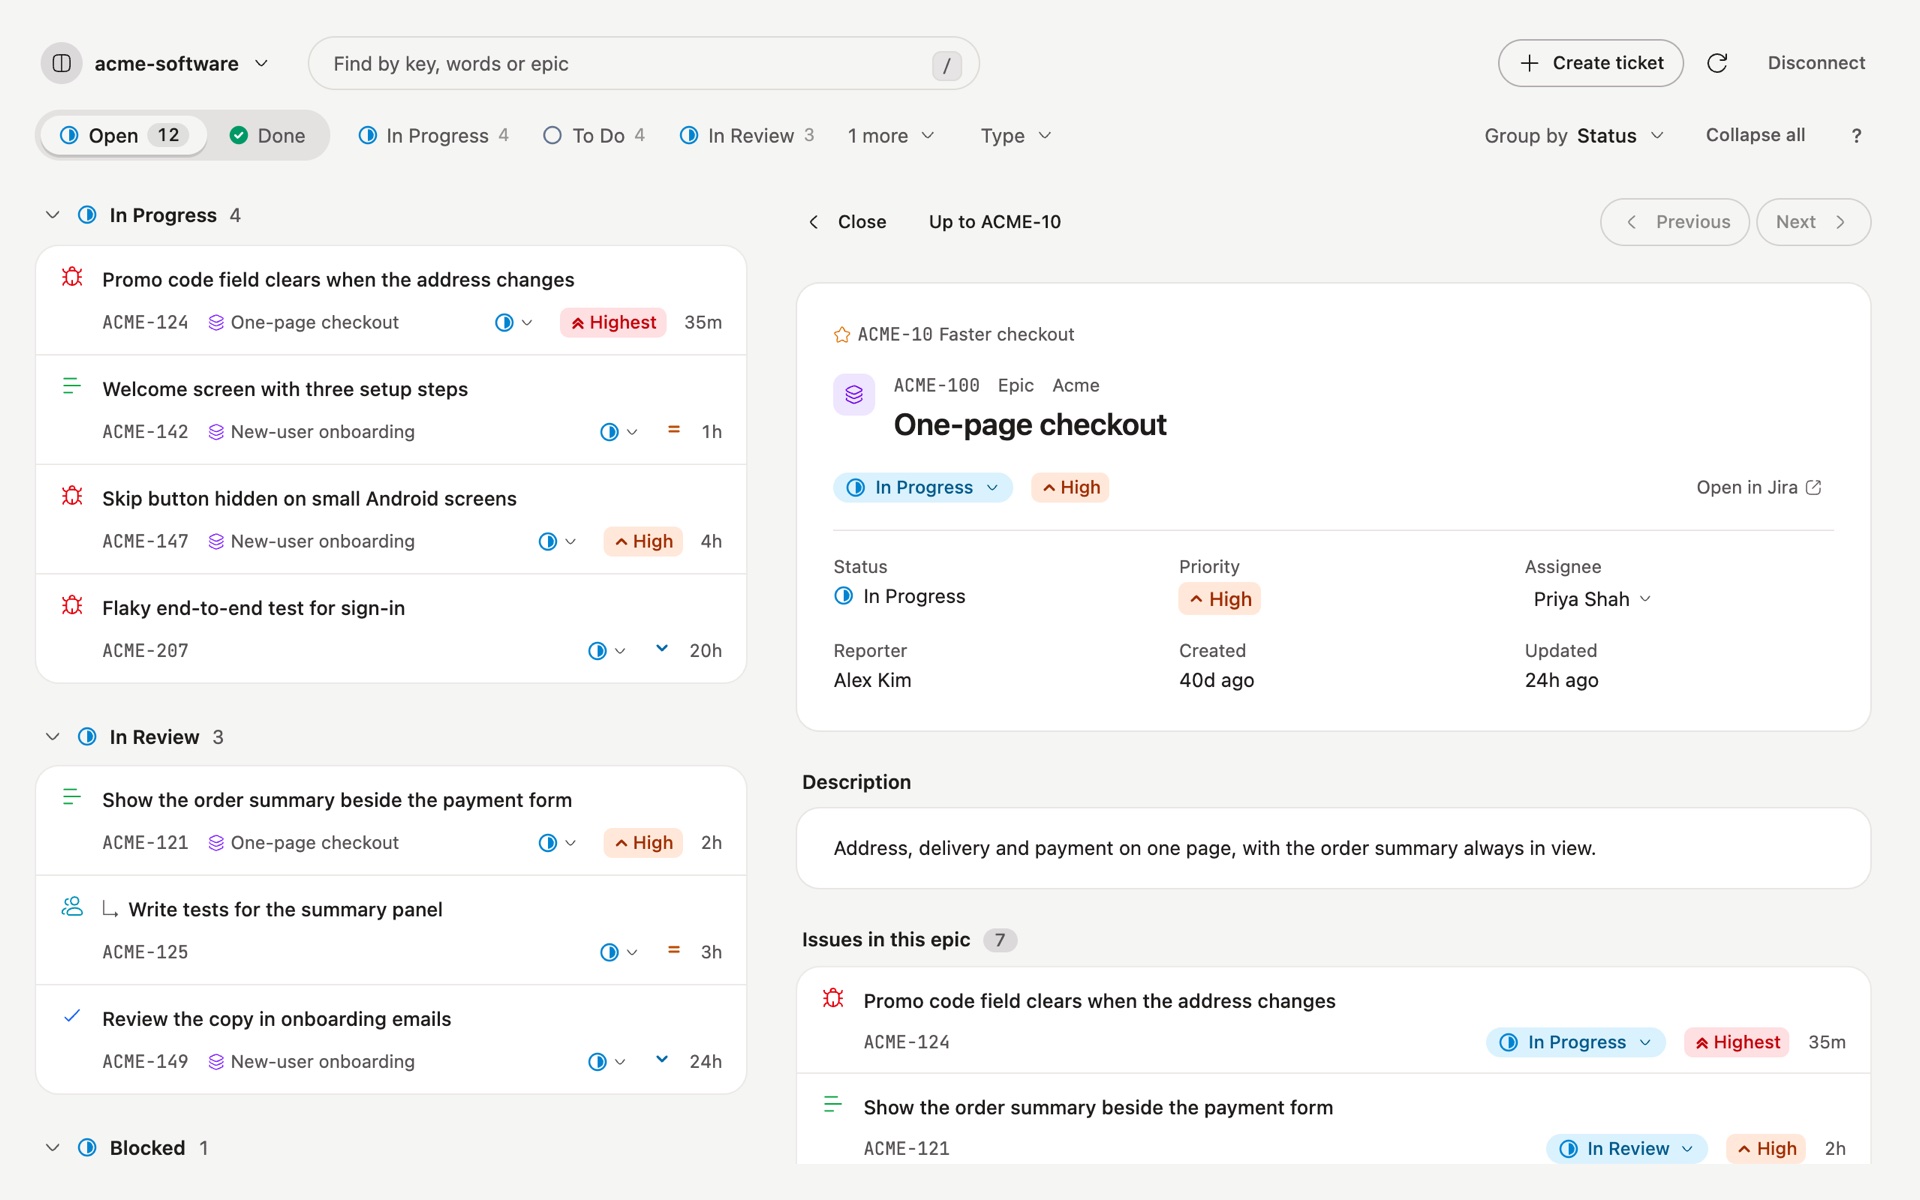 acme-software
Find by key, words or epic
/
Create ticket
Disconnect
Open 12
Done
In Progress 4
To Do 4
In Review 3
1 more
Type
Group by Status
Collapse all
?
In Progress 4
Promo code field clears when the address changes
ACME-124 One-page checkout Highest 35m
Welcome screen with three setup steps
ACME-142 New-user onboarding 1h
Skip button hidden on small Android screens
ACME-147 New-user onboarding High 4h
Flaky end-to-end test for sign-in
ACME-207 20h
In Review 3
Show the order summary beside the payment form
ACME-121 One-page checkout High 2h
Write tests for the summary panel
ACME-125 3h
Review the copy in onboarding emails
ACME-149 New-user onboarding 24h
Blocked 1
Close
Up to ACME-10
Previous
Next
ACME-10 Faster checkout
ACME-100 Epic Acme
One-page checkout
In Progress
High
Open in Jira
Status
In Progress
Priority
High
Assignee
Priya Shah
Reporter
Alex Kim
Created
40d ago
Updated
24h ago
Description
Address, delivery and payment on one page, with the order summary always in view.
Issues in this epic 7
Promo code field clears when the address changes
ACME-124 In Progress Highest 35m
Show the order summary beside the payment form
ACME-121 In Review High 2h